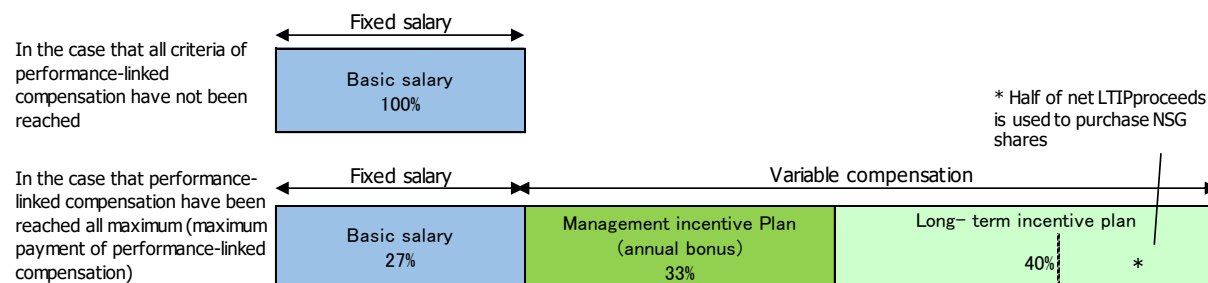 Fixed salary
In the case that all criteria of
performance-linked
compensation have not been
reached
Basic salary
100%
* Half of net LTIPproceeds
is used to purchase NSG
shares
In the case that performance-
linked compensation have been
reached all maximum (maximum
payment of performance-linked
compensation)
Fixed salary
Variable compensation
Basic salary
27%
Management incentive Plan
(annual bonus)
33%
Long- term incentive plan
40%
*